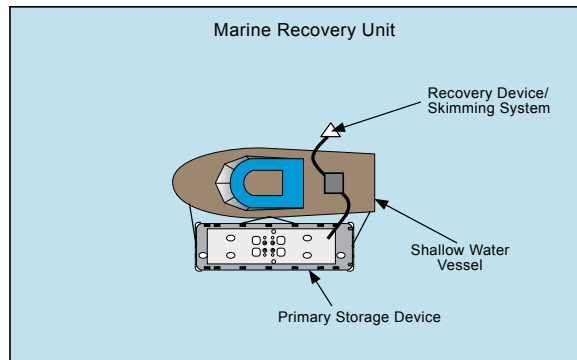 Marine Recovery Unit
Recovery Device/
Skimming System
Shallow Water
Vessel
Primary Storage Device